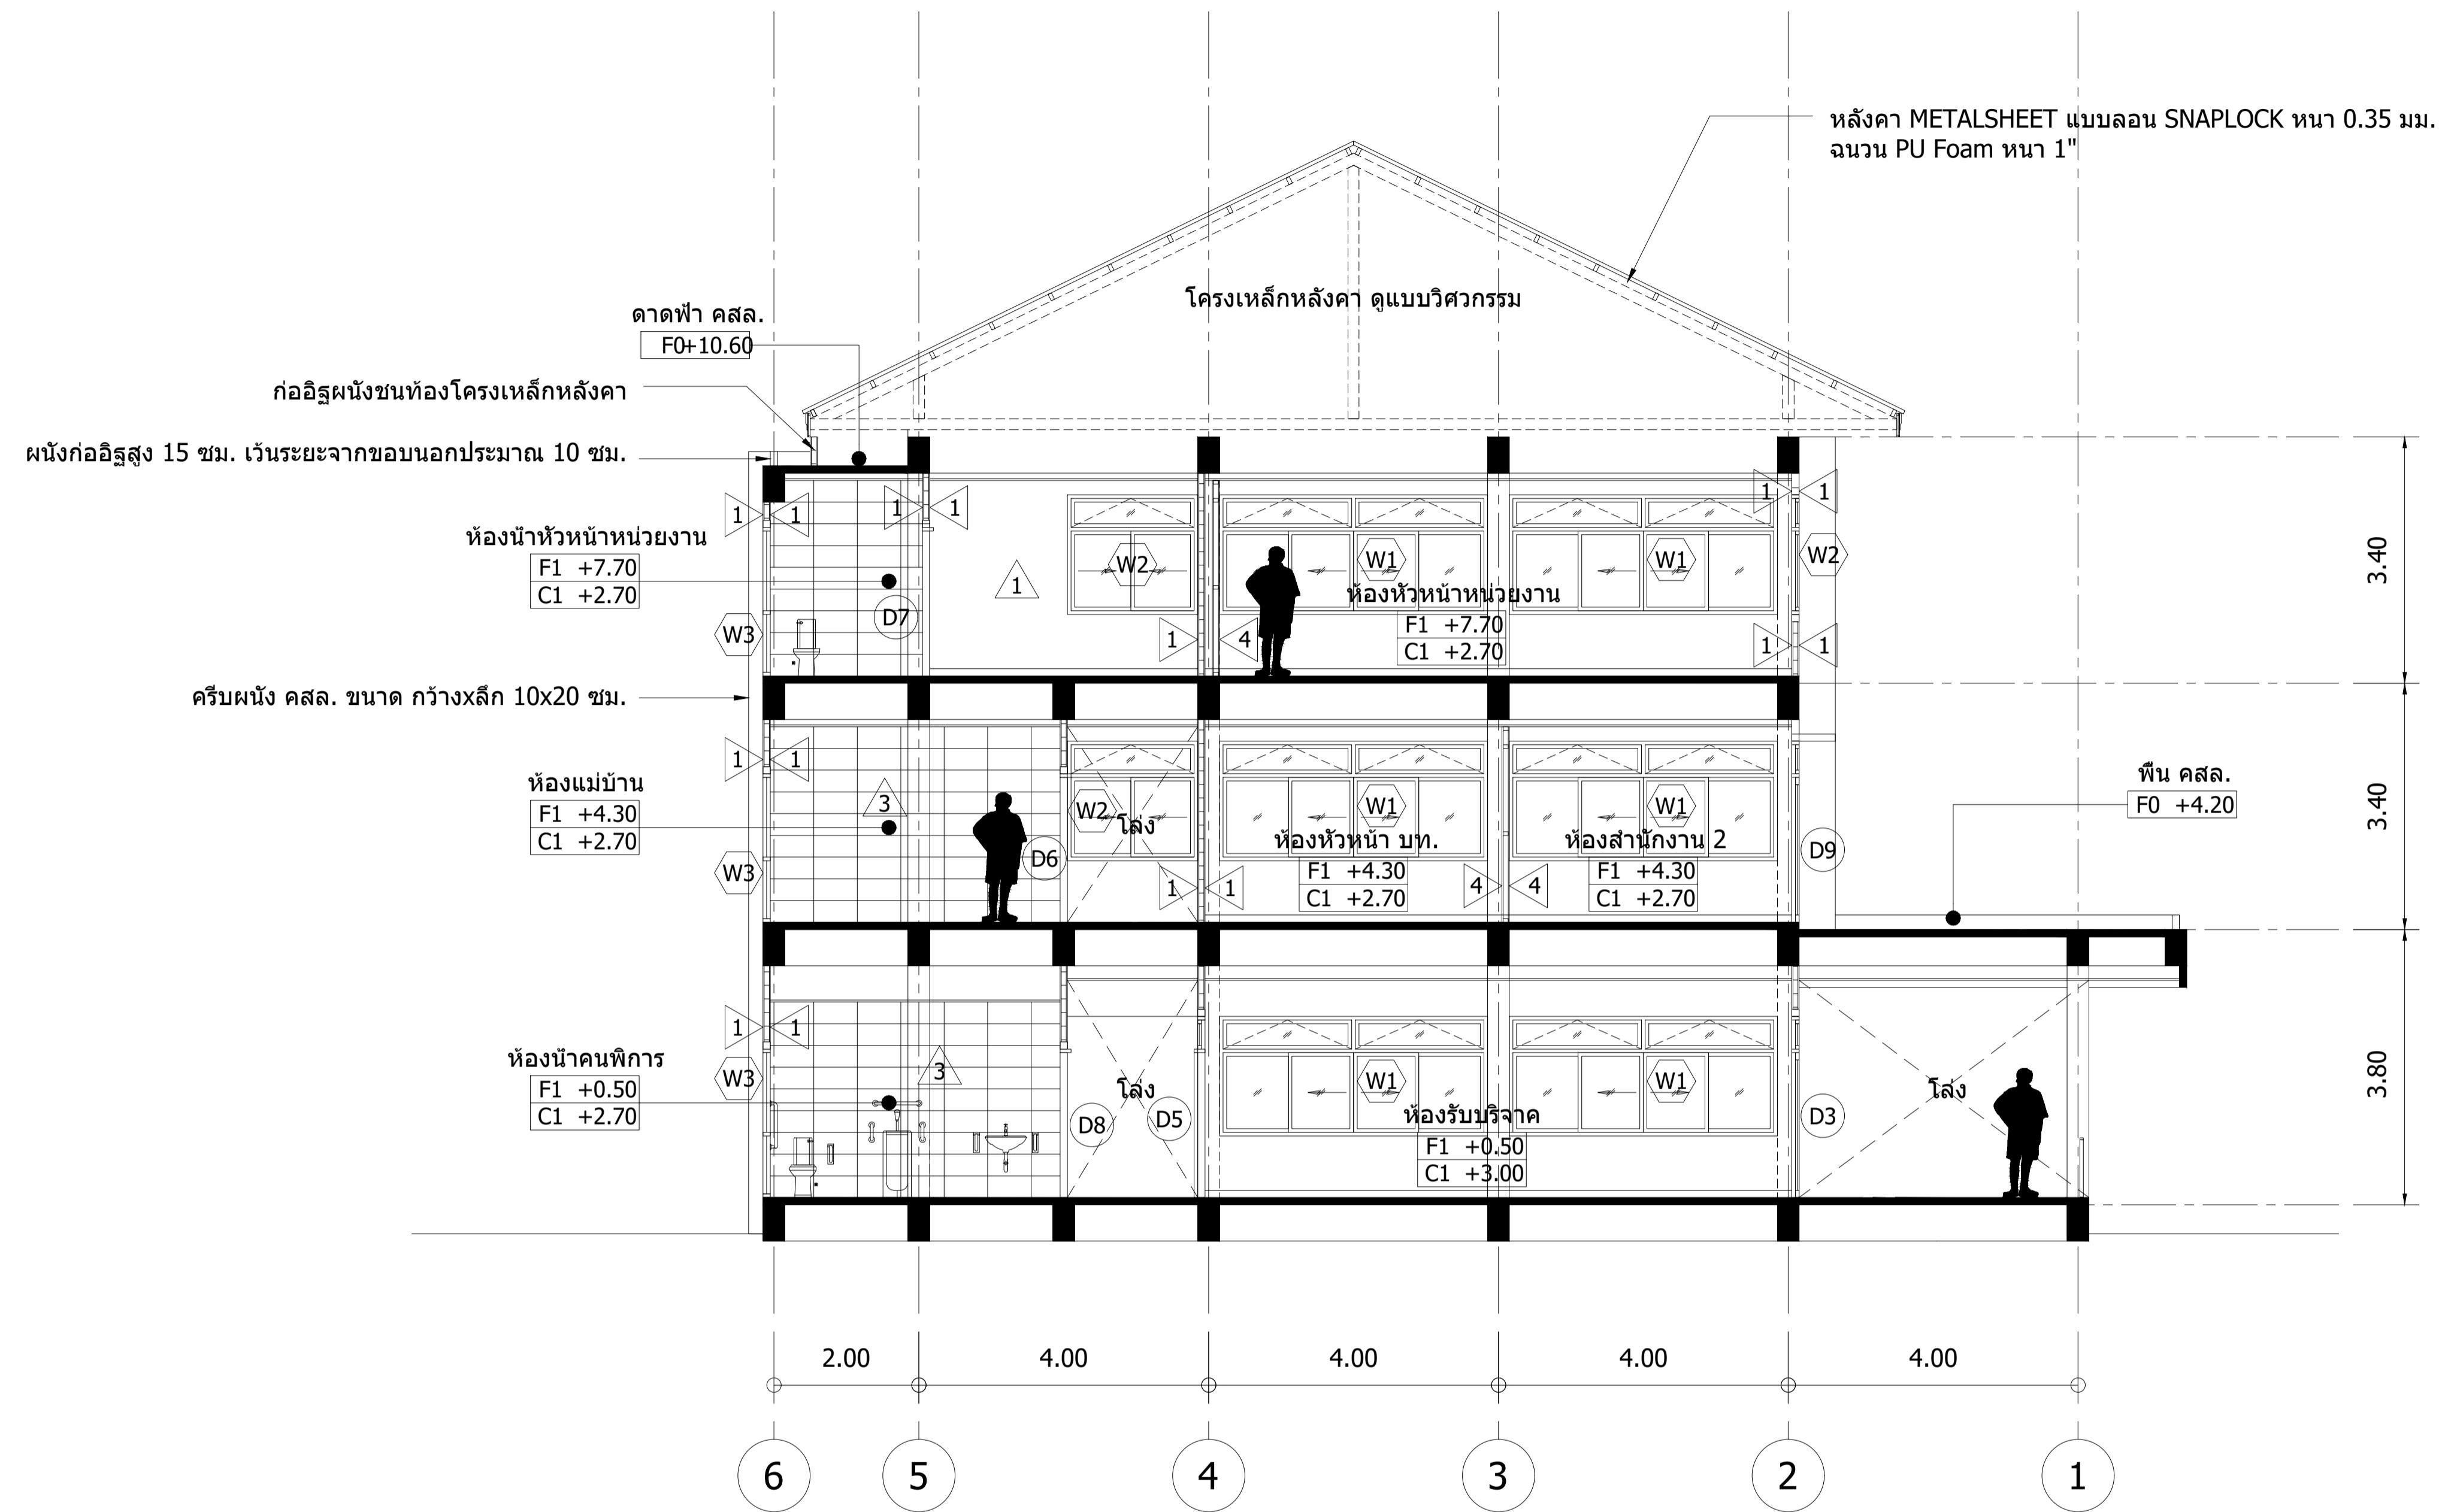 หลังคา METALSHEET แบบลอน SNAPLOCK หนา 0.35 มม.
ฉนวน PU Foam หนา 1"
โครงเหล็กหลังคา ดูแบบวิศวกรรม
ดาดฟ้า คสล.
F0+10.60
ก่ออิฐผนังชนท้องโครงเหล็กหลังคา
ผนังก่ออิฐสูง 15 ซม. เว้นระยะจากขอบนอกประมาณ 10 ซม.
1 1 1 1 1 1
ห้องน้ำหัวหน้าหน่วยงาน
F1 +7.70
C1 +2.70
W2 W1 W1 W2
1
3.40
ห้องหัวหน้าหน่วยงาน
F1 +7.70
C1 +2.70
D7
W3
1 4 1 1
ครีบผนัง คสล. ขนาด กว้างxลึก 10x20 ซม.
1 1
ห้องแม่บ้าน
F1 +4.30
C1 +2.70
3
W2 W1 W1
โล่ง
3.40
พื้น คสล.
F0 +4.20
ห้องหัวหน้า บท.
F1 +4.30
C1 +2.70
ห้องสำนักงาน 2
F1 +4.30
C1 +2.70
W3 D6 D9
1 1 4 4
1 1
ห้องน้ำคนพิการ
F1 +0.50
C1 +2.70
W3
3
W1 W1
โล่ง
โล่ง
3.80
D8 D5 D3
ห้องรับบริจาค
F1 +0.50
C1 +3.00
2.00 4.00 4.00 4.00 4.00
6 5 4 3 2 1